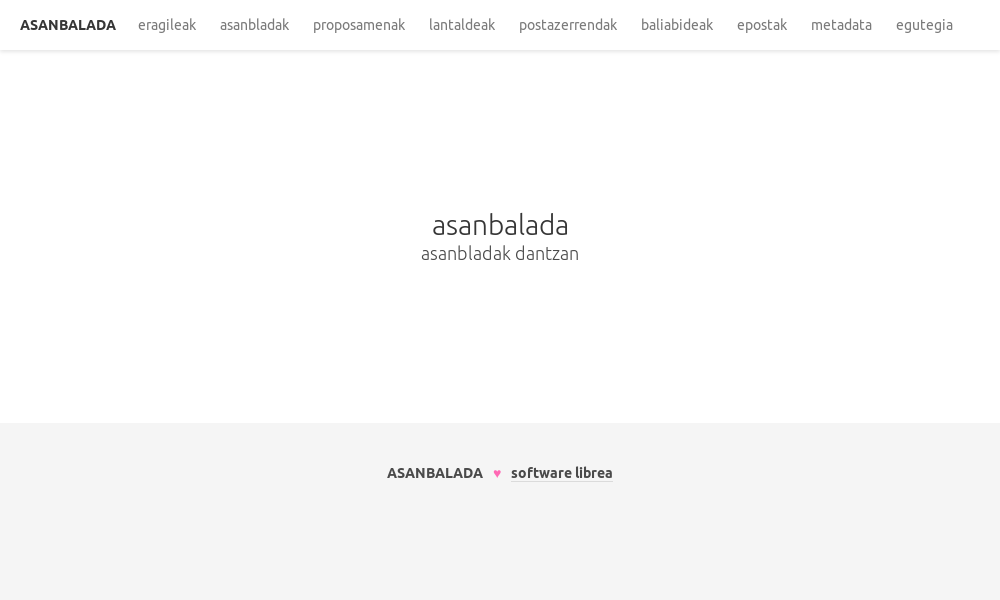 ASANBALADA eragileak asanbladak proposamenak lantaldeak postazerrendak baliabideak epostak metadata egutegia
asanbalada
asanbladak dantzan
ASANBALADA ♥ software librea